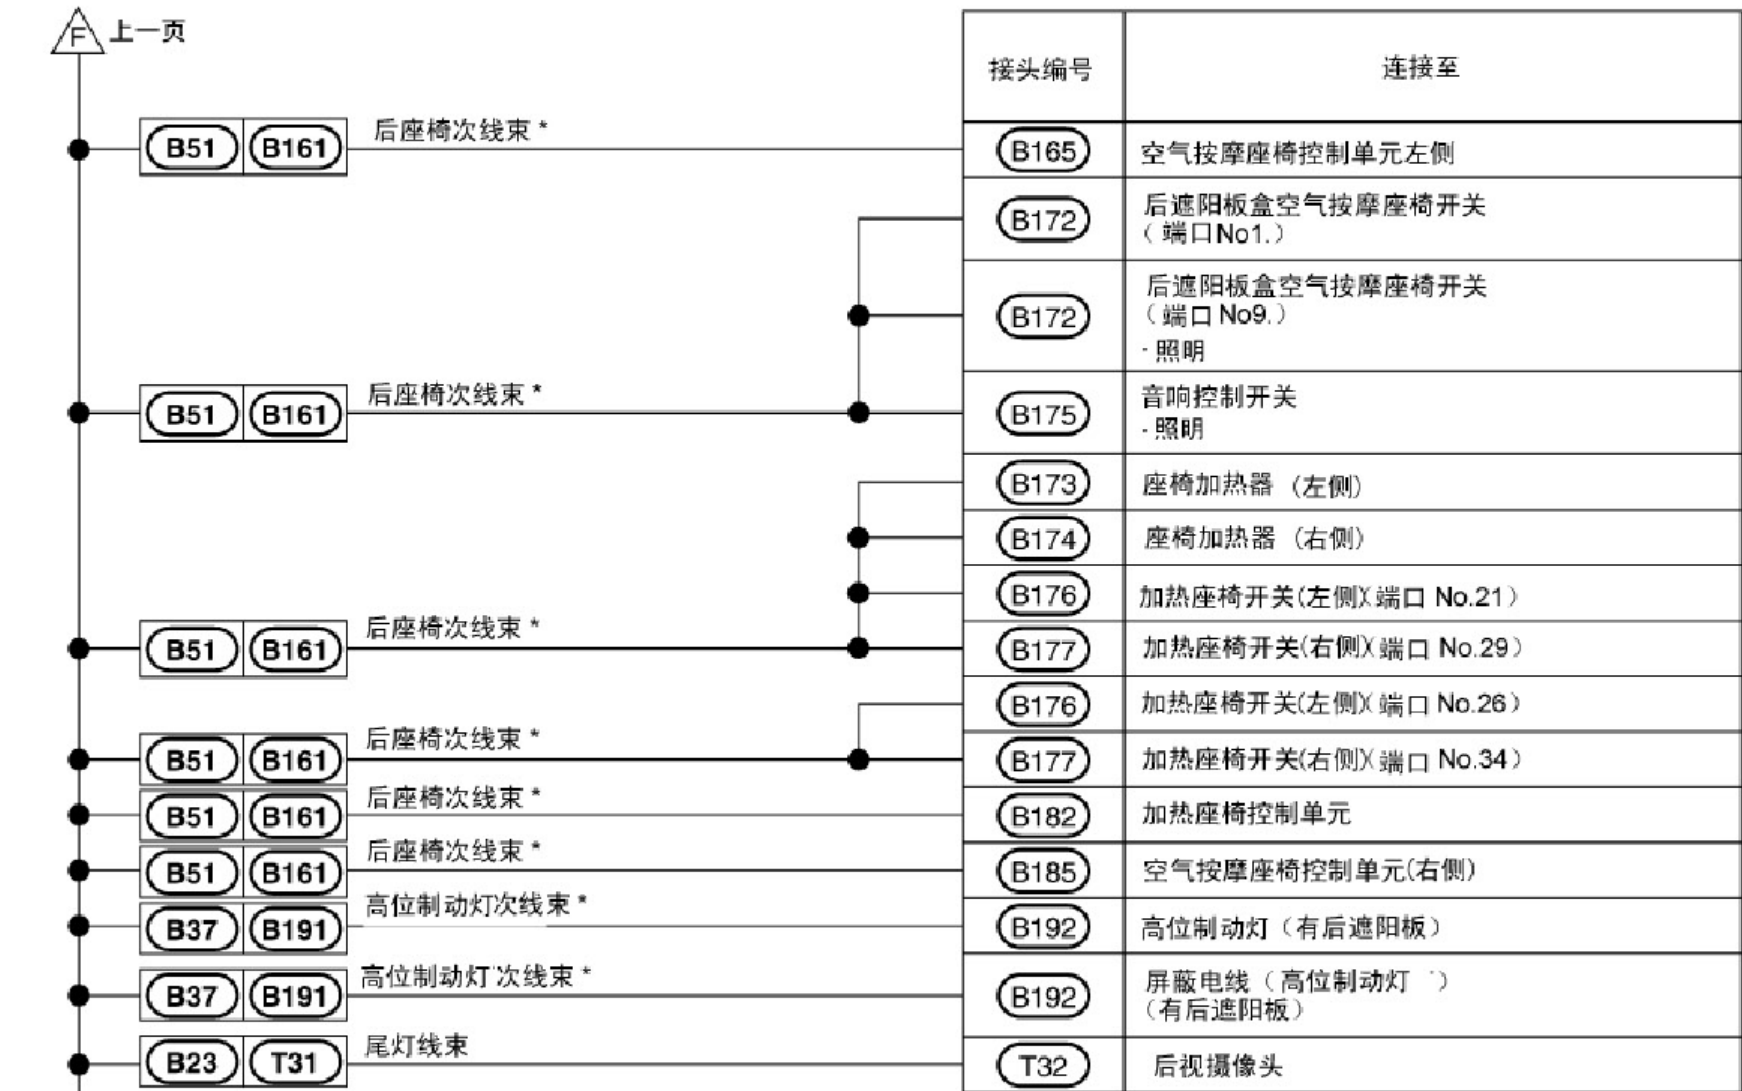 F 上一页
接头编号 连接至
B51 B161 后座椅次线束 * B165 空气按摩座椅控制单元左侧
B172 后遮阳板盒空气按摩座椅开关
（ 端口No1.）
B172 后遮阳板盒空气按摩座椅开关
（ 端口 No9.）
- 照明
B51 B161 后座椅次线束 * B175 音响控制开关
- 照明
B173 座椅加热器 (左侧)
B174 座椅加热器 (右侧)
B176 加热座椅开关(左侧)(端口 No.21）
B51 B161 后座椅次线束 * B177 加热座椅开关(右侧)(端口 No.29）
B176 加热座椅开关(左侧)(端口 No.26）
B51 B161 后座椅次线束 * B177 加热座椅开关(右侧)(端口 No.34）
B51 B161 后座椅次线束 * B182 加热座椅控制单元
B51 B161 后座椅次线束 * B185 空气按摩座椅控制单元(右侧)
B37 B191 高位制动灯次线束 * B192 高位制动灯（有后遮阳板）
B37 B191 高位制动灯次线束 * B192 屏蔽电线（ 高位制动灯 ）
（有后遮阳板）
B23 T31 尾灯线束 T32 后视摄像头